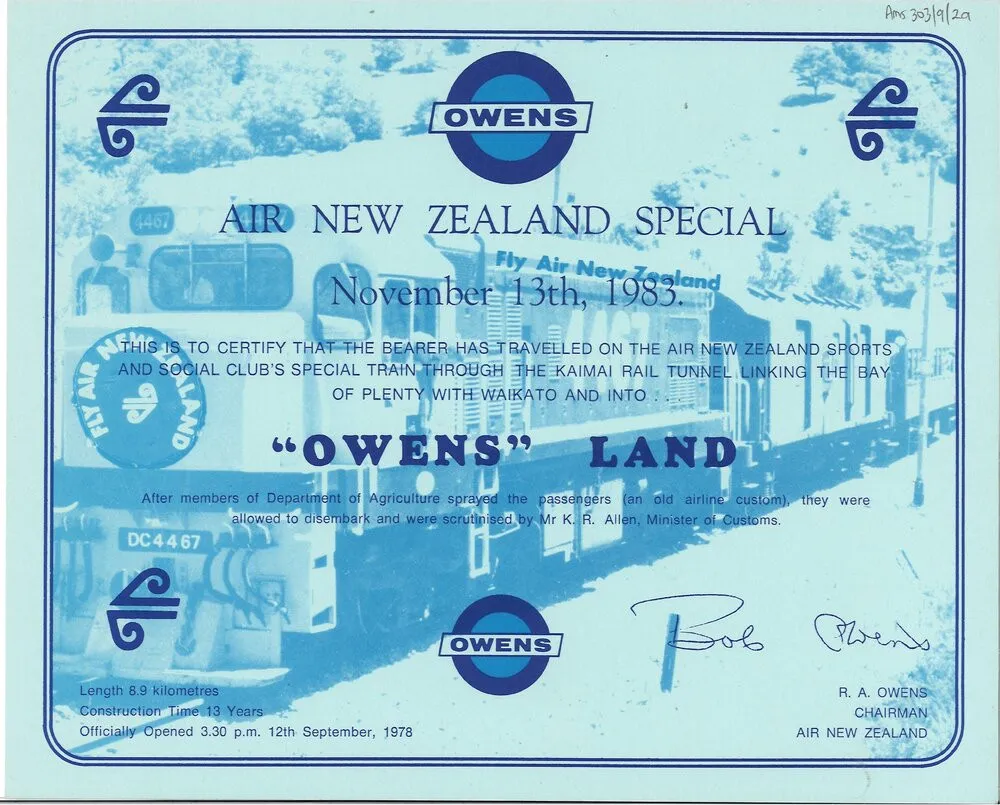 Ams 303/9/2a
OWENS
4467
AIR NEW ZEALAND SPECIAL
Fly Air New Zealand
November 13th, 1983.
4467
THIS IS TO CERTIFY THAT THE BEARER HAS TRAVELLED ON THE AIR NEW ZEALAND SPORTS
AND SOCIAL CLUB'S SPECIAL TRAIN THROUGH THE KAIMAI RAIL TUNNEL LINKING THE BAY
OF PLENTY WITH WAIKATO AND INTO . . .
FLY AIR NEW ZEALAND
“OWENS” LAND
After members of Department of Agriculture sprayed the passengers (an old airline custom), they were
allowed to disembark and were scrutinised by Mr K. R. Allen, Minister of Customs.
DC4467
OWENS
Bob Owens
Length 8.9 kilometres
Construction Time 13 Years
Officially Opened 3.30 p.m. 12th September, 1978
R. A. OWENS
CHAIRMAN
AIR NEW ZEALAND